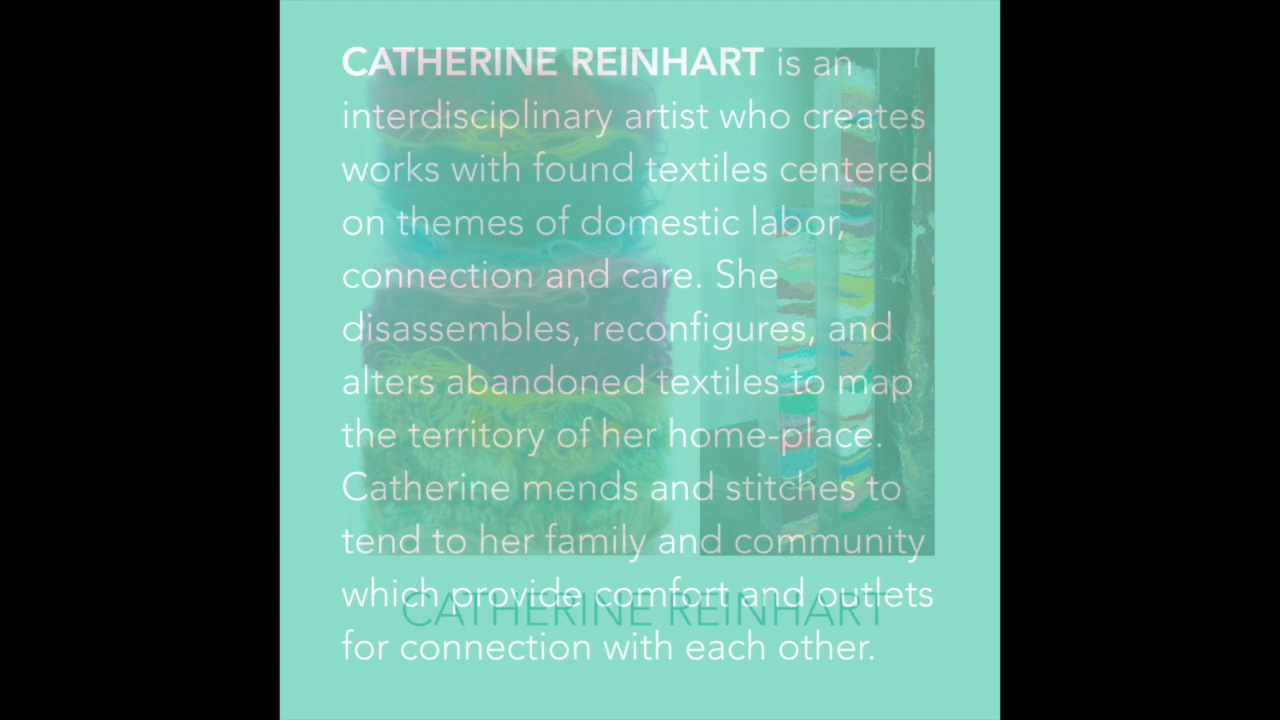 CATHERINE REINHART is an
interdisciplinary artist who creates
works with found textiles centered
on themes of domestic labor,
connection and care. She
disassembles, reconfigures, and
alters abandoned textiles to map
the territory of her home-place.
Catherine mends and stitches to
tend to her family and community
which provide comfort and outlets
CATHERINE REINHART
for connection with each other.